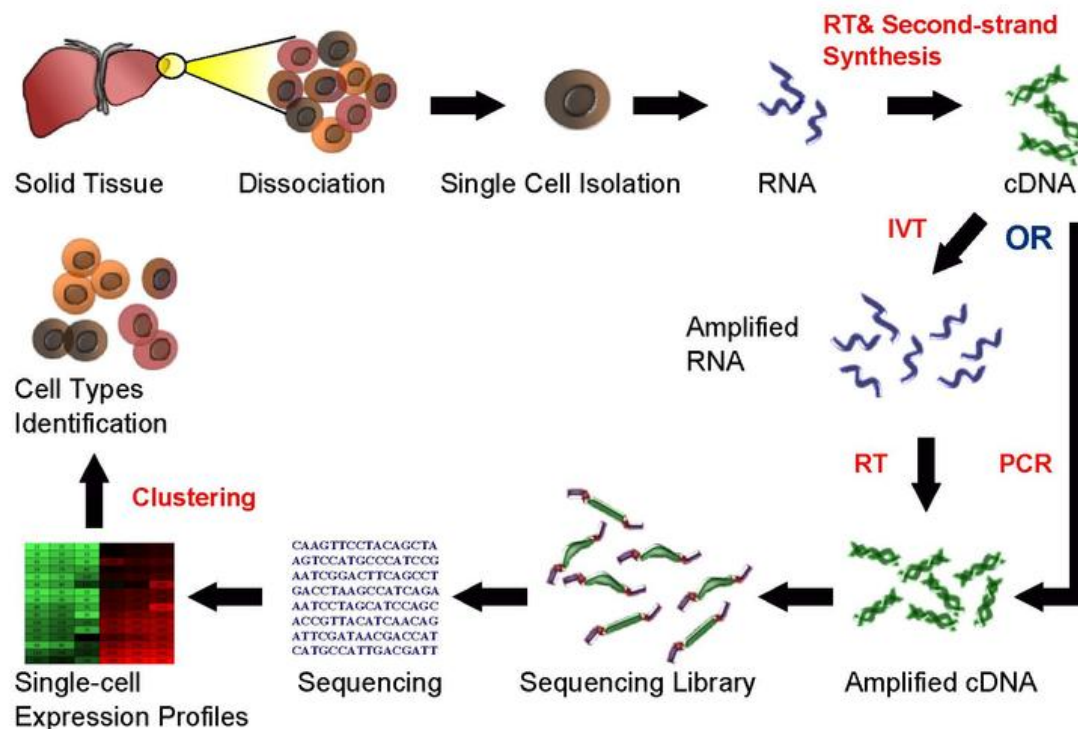 RT& Second-strand
Synthesis
Solid Tissue
Dissociation
Single Cell Isolation
RNA
cDNA
IVT
OR
Amplified
RNA
RT
PCR
Cell Types
Identification
Clustering
CAAGTTCCTACAGCTA
AGTCCATGCCCATCCG
AATCGGACTTCAGCCT
GACCTAAGCCATCAGA
AATCCTAGCATCCAGC
ACCGTTACATCAACAG
ATTCGATAACGACCAT
CATGCCATTGACGATT
Single-cell
Expression Profiles
Sequencing
Sequencing Library
Amplified cDNA